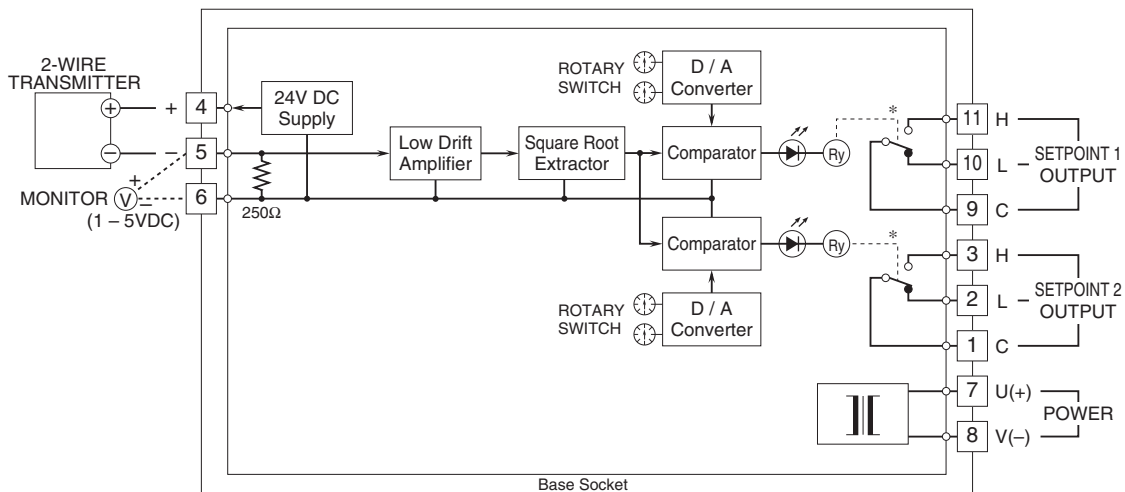 2-WIRE
TRANSMITTER
+
−
+
−
4
5
6
+
−
V
MONITOR
(1 – 5VDC)
24V DC
Supply
250Ω
Low Drift
Amplifier
Square Root
Extractor
ROTARY
SWITCH
D / A
Converter
Comparator
Ry
*
Comparator
Ry
*
ROTARY
SWITCH
D / A
Converter
11 H
10 L
9 C
SETPOINT 1
OUTPUT
3 H
2 L
1 C
SETPOINT 2
OUTPUT
7 U(+)
8 V(–)
POWER
Base Socket